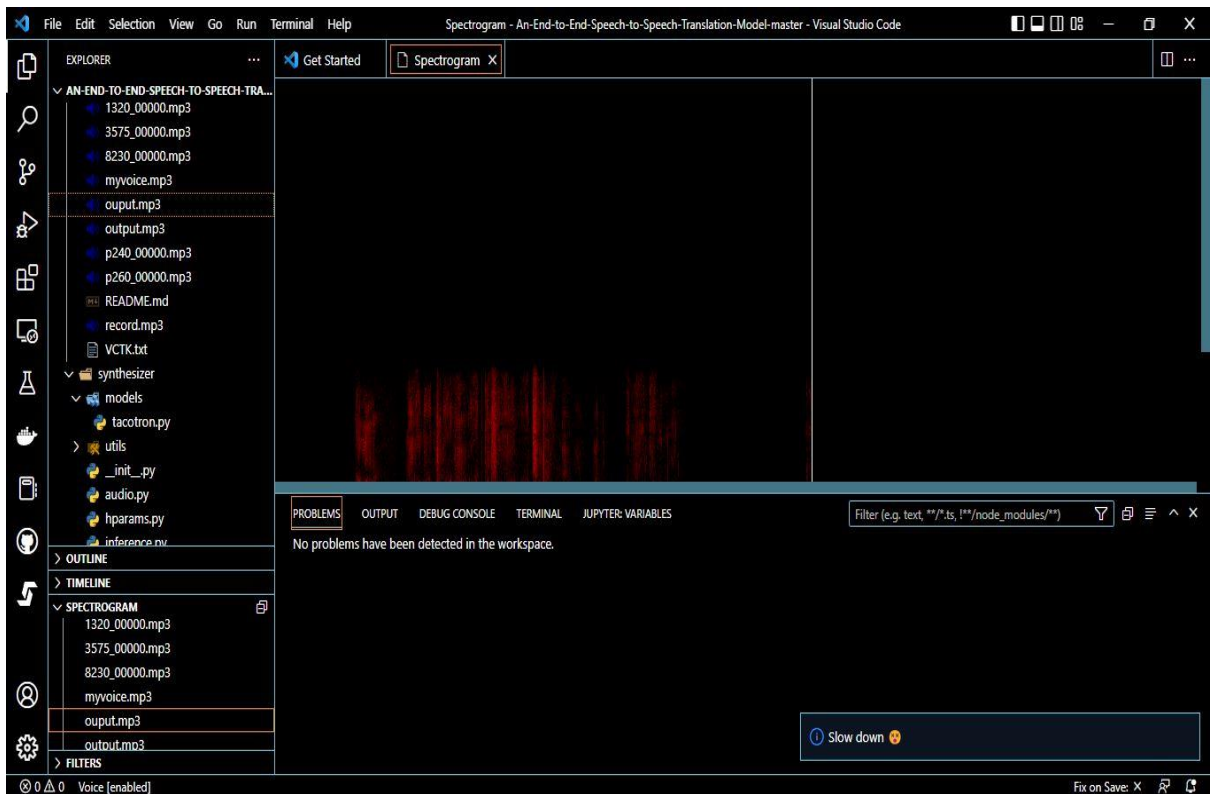 File Edit Selection View Go Run Terminal Help Spectrogram - An-End-to-End-Speech-to-Speech-Translation-Model-master - Visual Studio Code
EXPLORER
AN-END-TO-END-SPEECH-TO-SPEECH-TRA...
1320_00000.mp3
3575_00000.mp3
8230_00000.mp3
myvoice.mp3
ouput.mp3
output.mp3
p240_00000.mp3
p260_00000.mp3
README.md
record.mp3
VCTK.txt
synthesizer
models
tacotron.py
utils
__init__.py
audio.py
hparams.py
inference.py
OUTLINE
TIMELINE
SPECTROGRAM
1320_00000.mp3
3575_00000.mp3
8230_00000.mp3
myvoice.mp3
ouput.mp3
output.mp3
FILTERS
Get Started Spectrogram
PROBLEMS OUTPUT DEBUG CONSOLE TERMINAL JUPYTER: VARIABLES Filter (e.g. text, **/*.ts, !**/node_modules/**)
No problems have been detected in the workspace.
Slow down 😲
0 0 Voice [enabled] Fix on Save: X